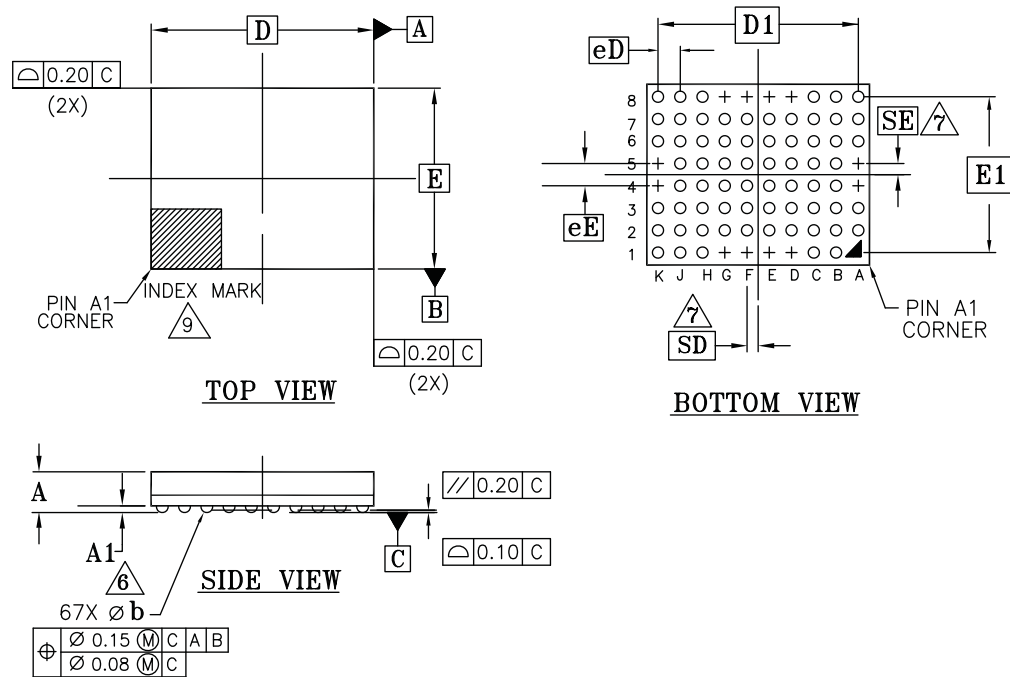 D
A
⌓ 0.20 C
(2X)
E
PIN A1
CORNER
INDEX MARK
9
B
⌓ 0.20 C
(2X)
TOP VIEW
D1
eD
8
7
6
5
4
3
2
1
K J H G F E D C B A
SE 7
E1
eE
7
SD
PIN A1
CORNER
BOTTOM VIEW
A
A1
6
// 0.20 C
C
⌓ 0.10 C
SIDE VIEW
67X Ø b
⌖ Ø 0.15 Ⓜ C A B
Ø 0.08 Ⓜ C